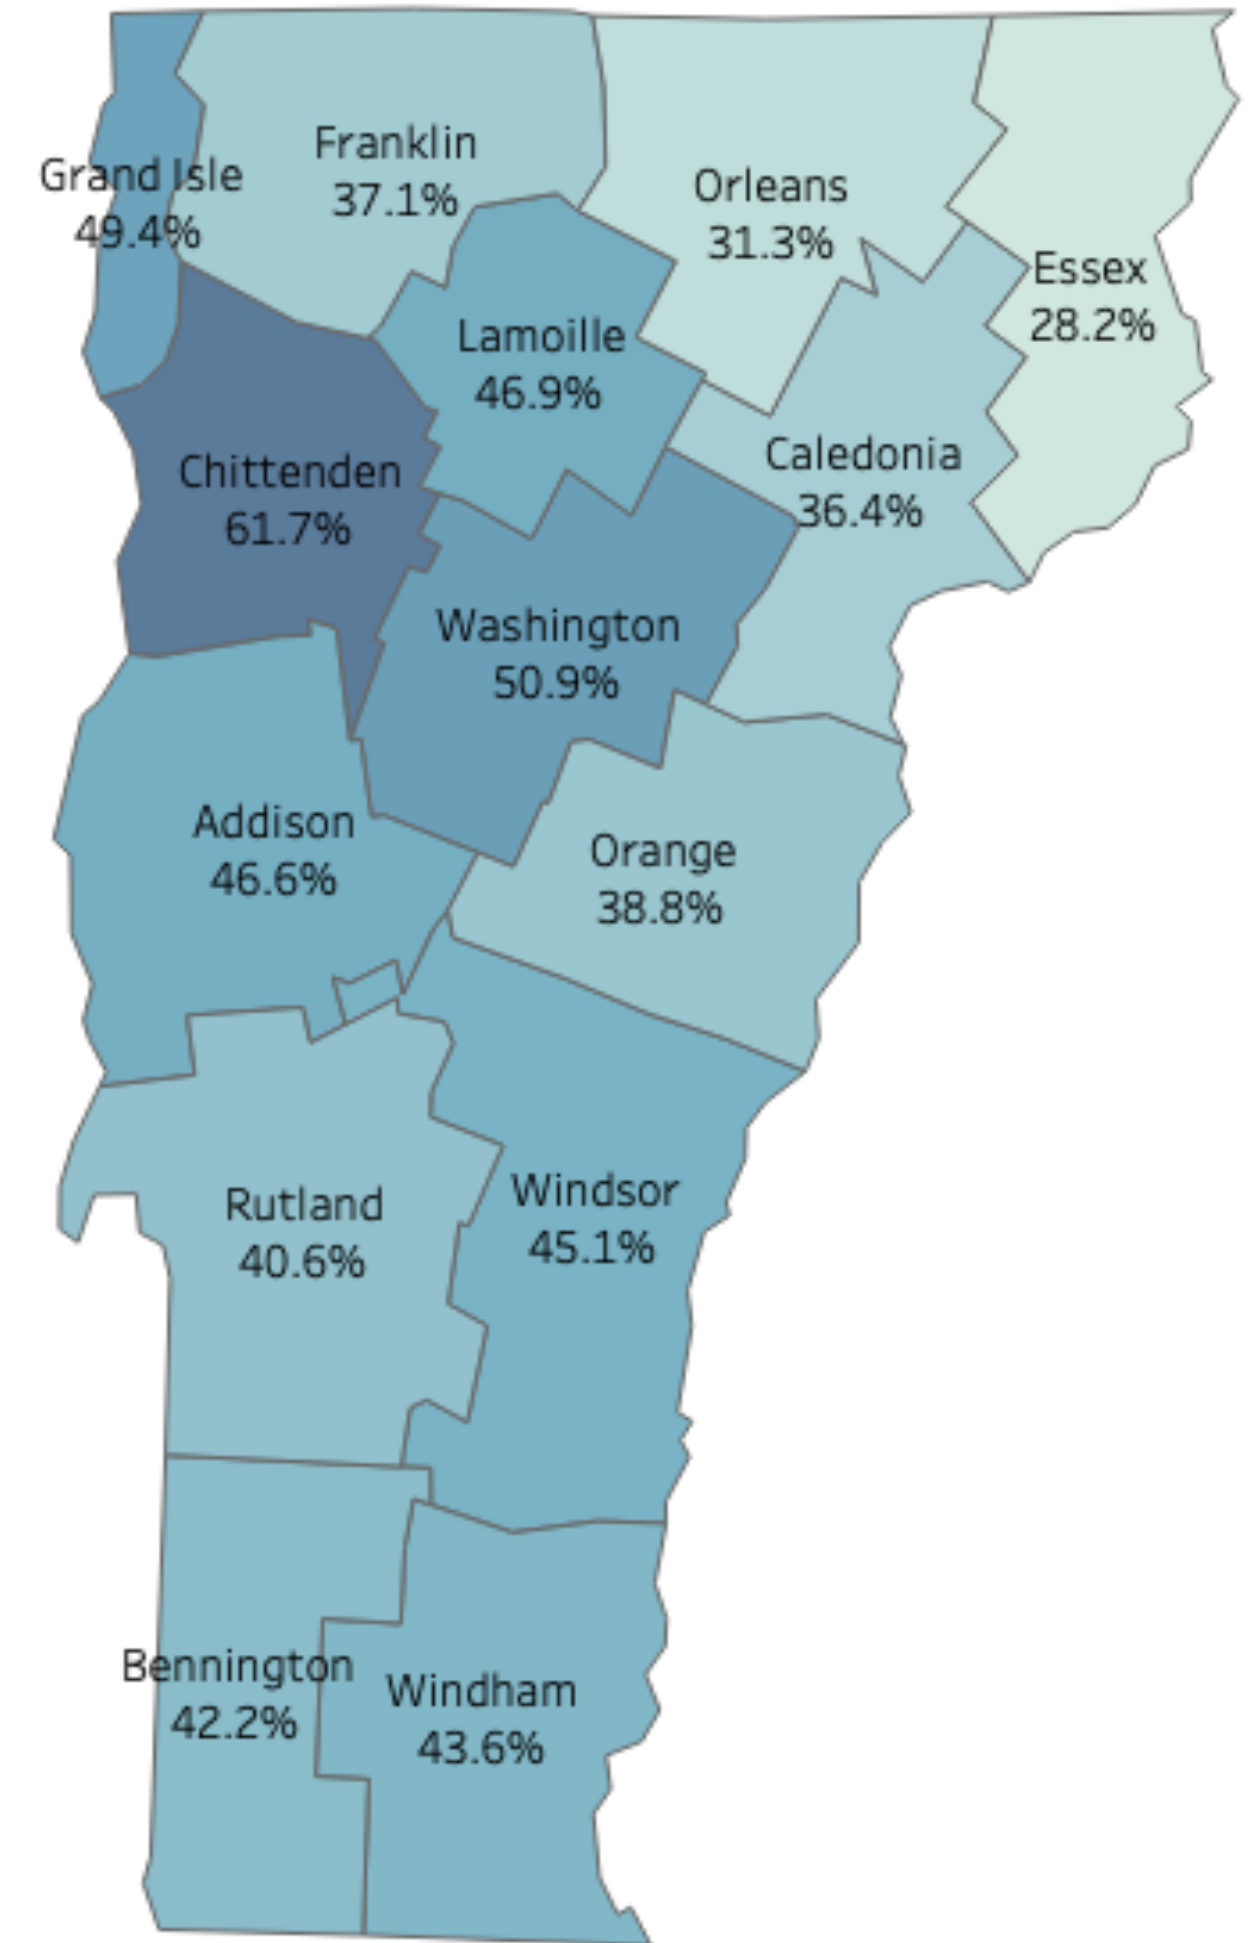 Grand Isle
49.4%
Franklin
37.1%
Orleans
31.3%
Essex
28.2%
Lamoille
46.9%
Chittenden
61.7%
Caledonia
36.4%
Washington
50.9%
Addison
46.6%
Orange
38.8%
Rutland
40.6%
Windsor
45.1%
Bennington
42.2%
Windham
43.6%